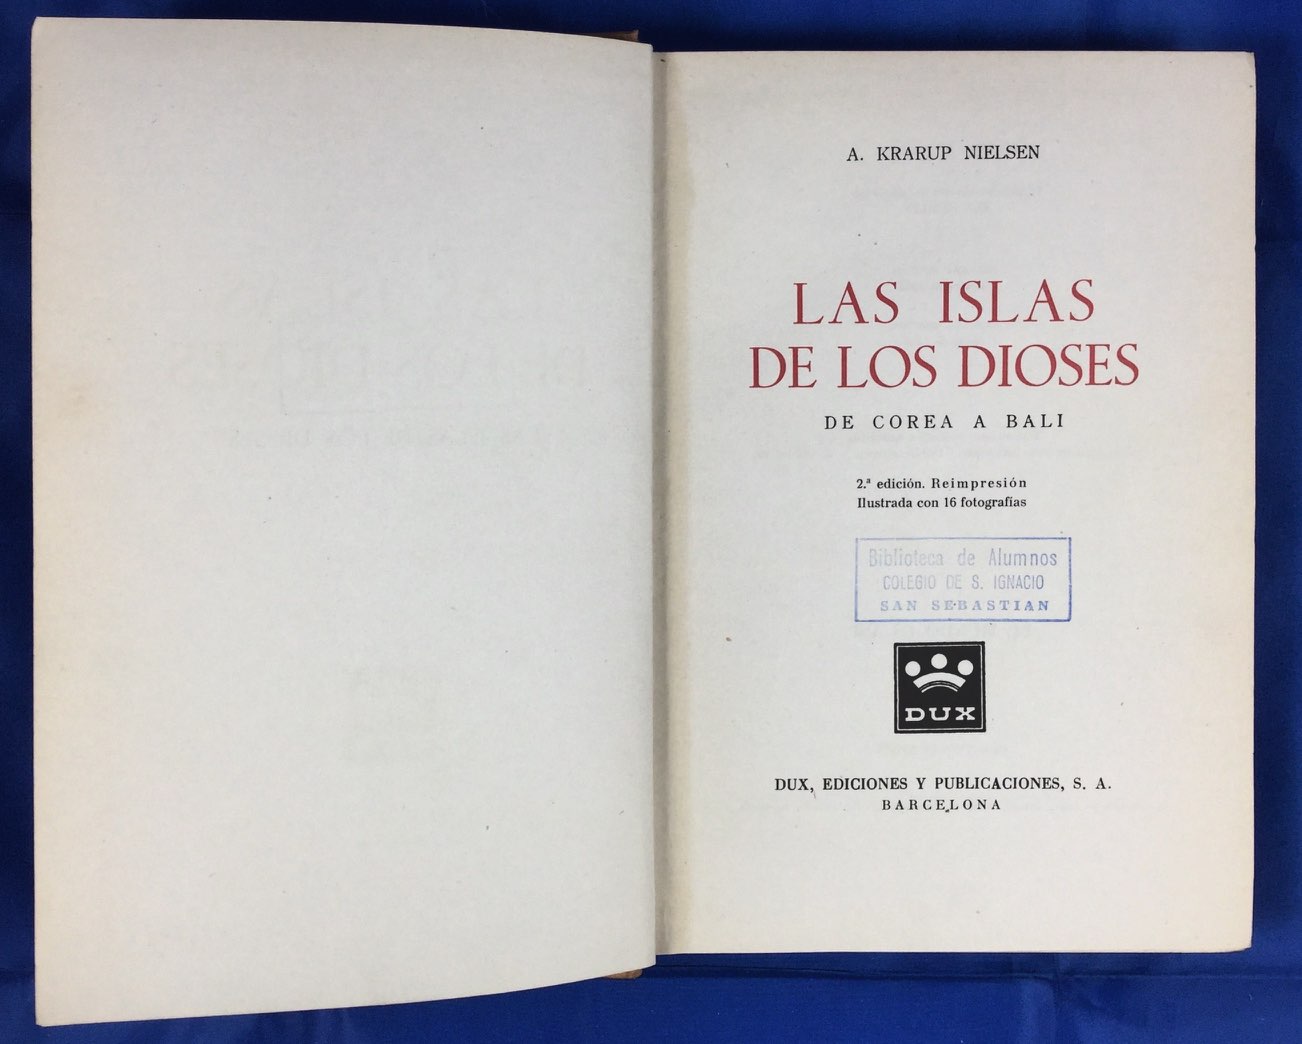 A. KRARUP NIELSEN
LAS ISLAS
DE LOS DIOSES
DE COREA A BALI
2.ª edición. Reimpresión
Ilustrada con 16 fotografías
Biblioteca de Alumnos
COLEGIO DE S. IGNACIO
SAN SEBASTIAN
DUX
DUX, EDICIONES Y PUBLICACIONES, S. A.
BARCELONA